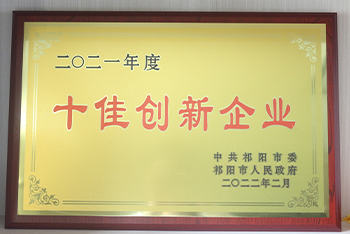 二〇二一年度
十佳创新企业
中共祁阳市委
祁阳市人民政府
二〇二二年二月